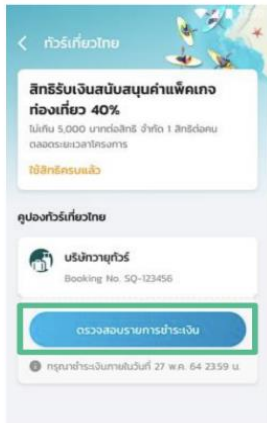 ทัวร์เที่ยวไทย
สิทธิรับเงินสนับสนุนค่าแพ็คเกจ
ท่องเที่ยว 40%
ไม่เกิน 5,000 บาทต่อสิทธิ จำกัด 1 สิทธิต่อคน
ตลอดระยะเวลาโครงการ
ใช้สิทธิครบแล้ว
คูปองทัวร์เที่ยวไทย
บริษัทวายุทัวร์
Booking No. SQ-123456
ตรวจสอบรายการชำระเงิน
กรุณาชำระเงินภายในวันที่ 27 พ.ค. 64 23:59 น.